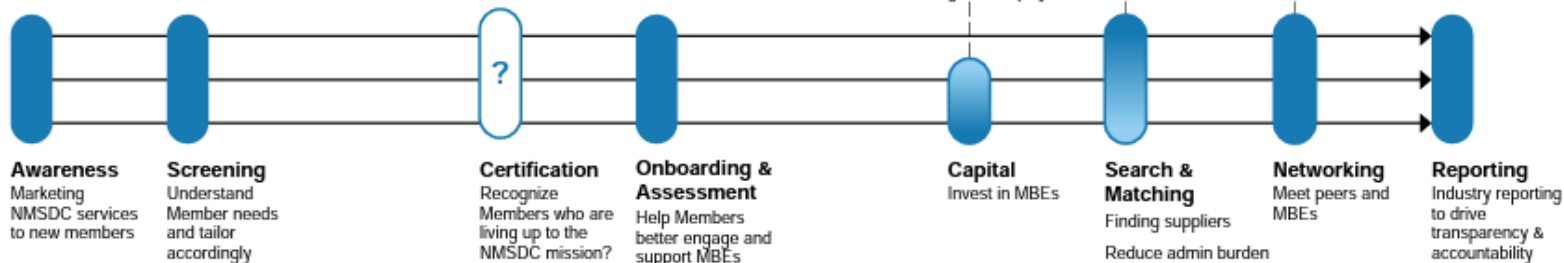 ?
Awareness
Marketing
NMSDC services
to new members
Screening
Understand
Member needs
and tailor
accordingly
Certification
Recognize
Members who are
living up to the
NMSDC mission?
Onboarding &
Assessment
Help Members
better engage and
support MBEs
Capital
Invest in MBEs
Search &
Matching
Finding suppliers
Reduce admin burden
Networking
Meet peers and
MBEs
Reporting
Industry reporting
to drive
transparency &
accountability